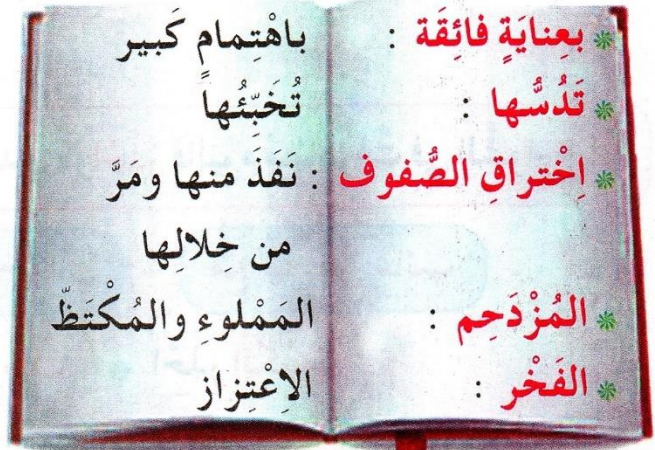 بِعِنايَةٍ فائِقَة : باهْتِمامٍ كَبير
تَدُسُّها : تُخَبِّئُها
اِخْتراقِ الصُّفوف : نَفَذَ منها ومَرَّ
من خِلالِها
المُزْدَحِم : المَمْلوءِ والمُكْتَظّ
الفَخْر : الاِعْتِزاز